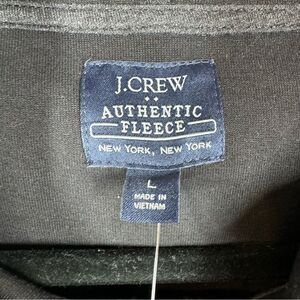 J.CREW
AUTHENTIC
FLEECE
NEW YORK, NEW YORK
L
MADE IN
VIETNAM